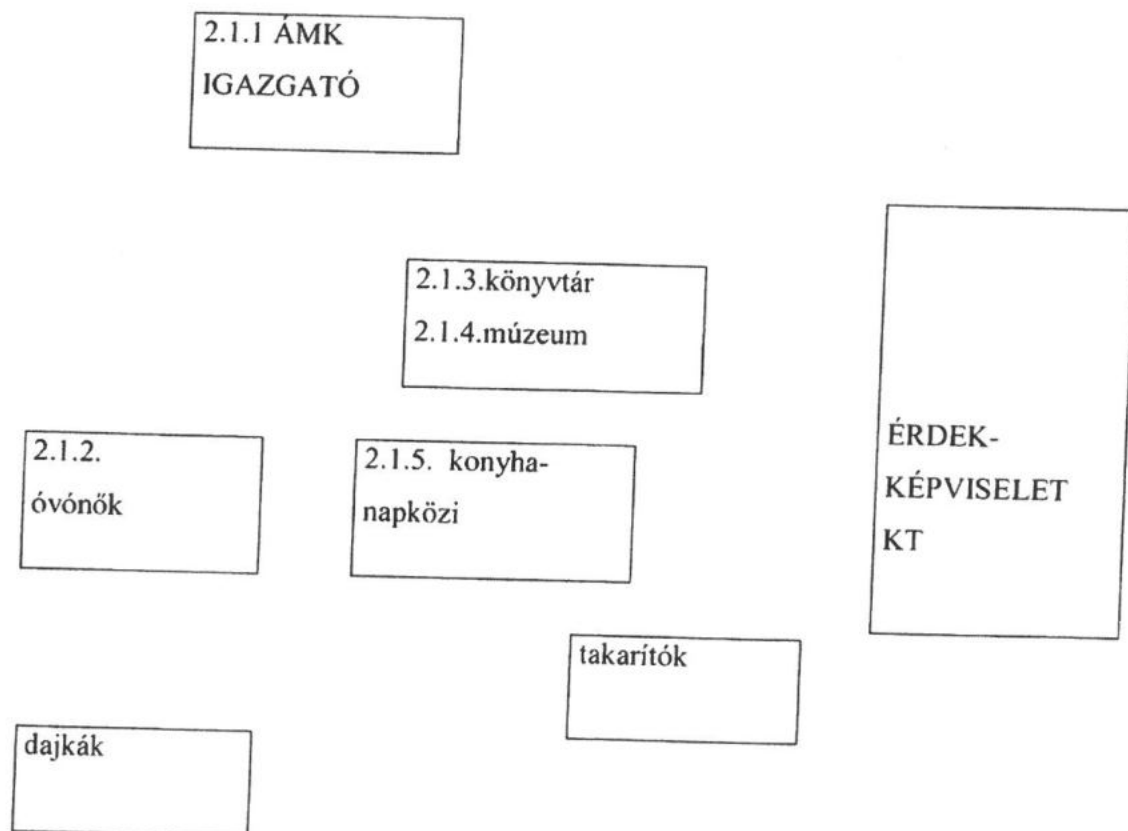 2.1.1 ÁMK
IGAZGATÓ
2.1.3.könyvtár
2.1.4.múzeum
2.1.2.
óvónők
2.1.5. konyha-
napközi
ÉRDEK-
KÉPVISELET
KT
takarítók
dajkák